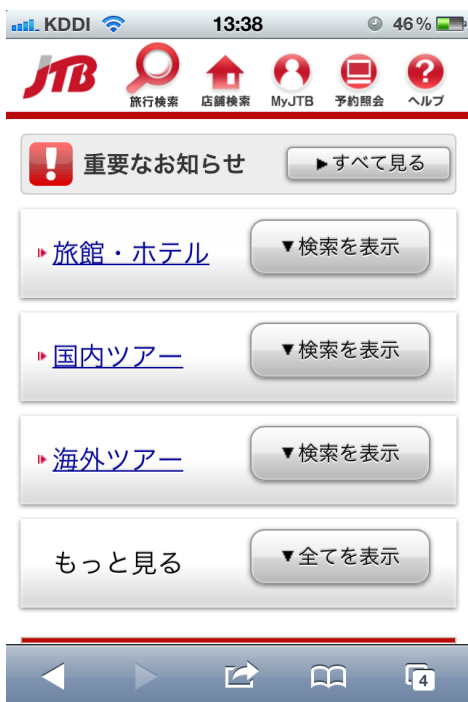 KDDI 13:38 46%
JTB
旅行検索 店舗検索 MyJTB 予約照会 ヘルプ
重要なお知らせ ▶すべて見る
旅館・ホテル ▼検索を表示
国内ツアー ▼検索を表示
海外ツアー ▼検索を表示
もっと見る ▼全てを表示
4